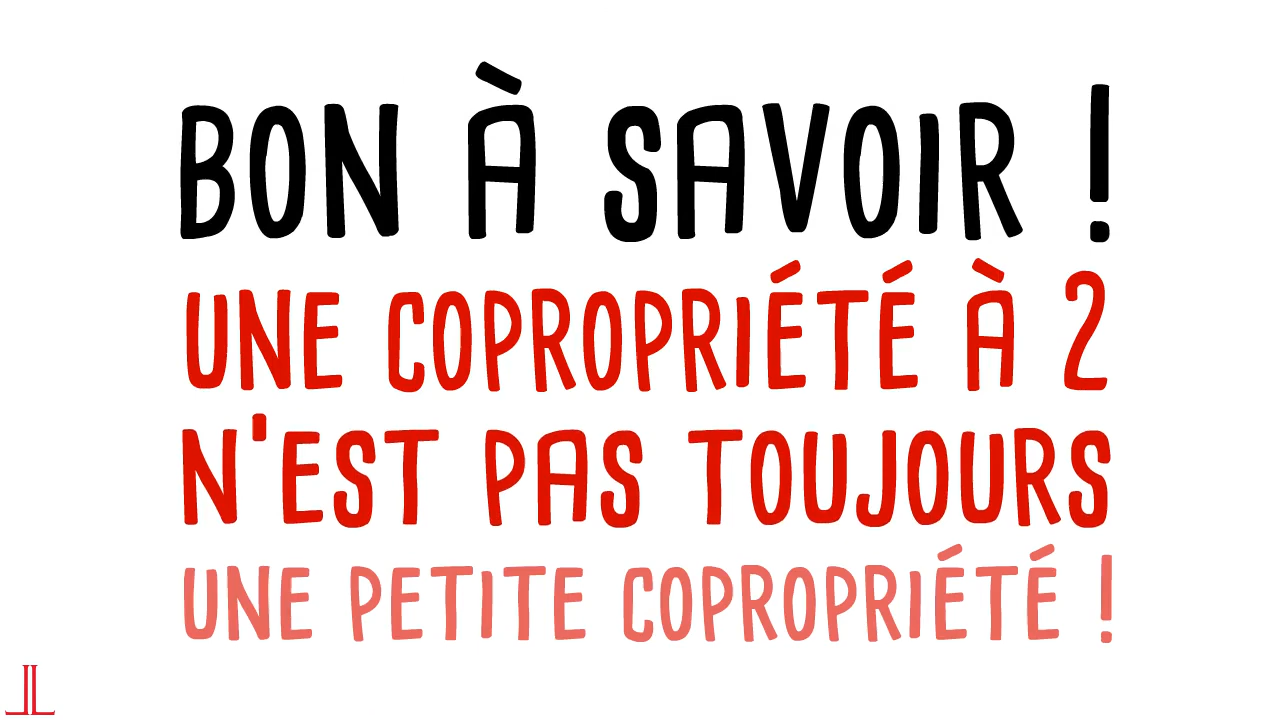 BON À SAVOIR !
UNE COPROPRIÉTÉ À 2
N'EST PAS TOUJOURS
UNE PETITE COPROPRIÉTÉ !